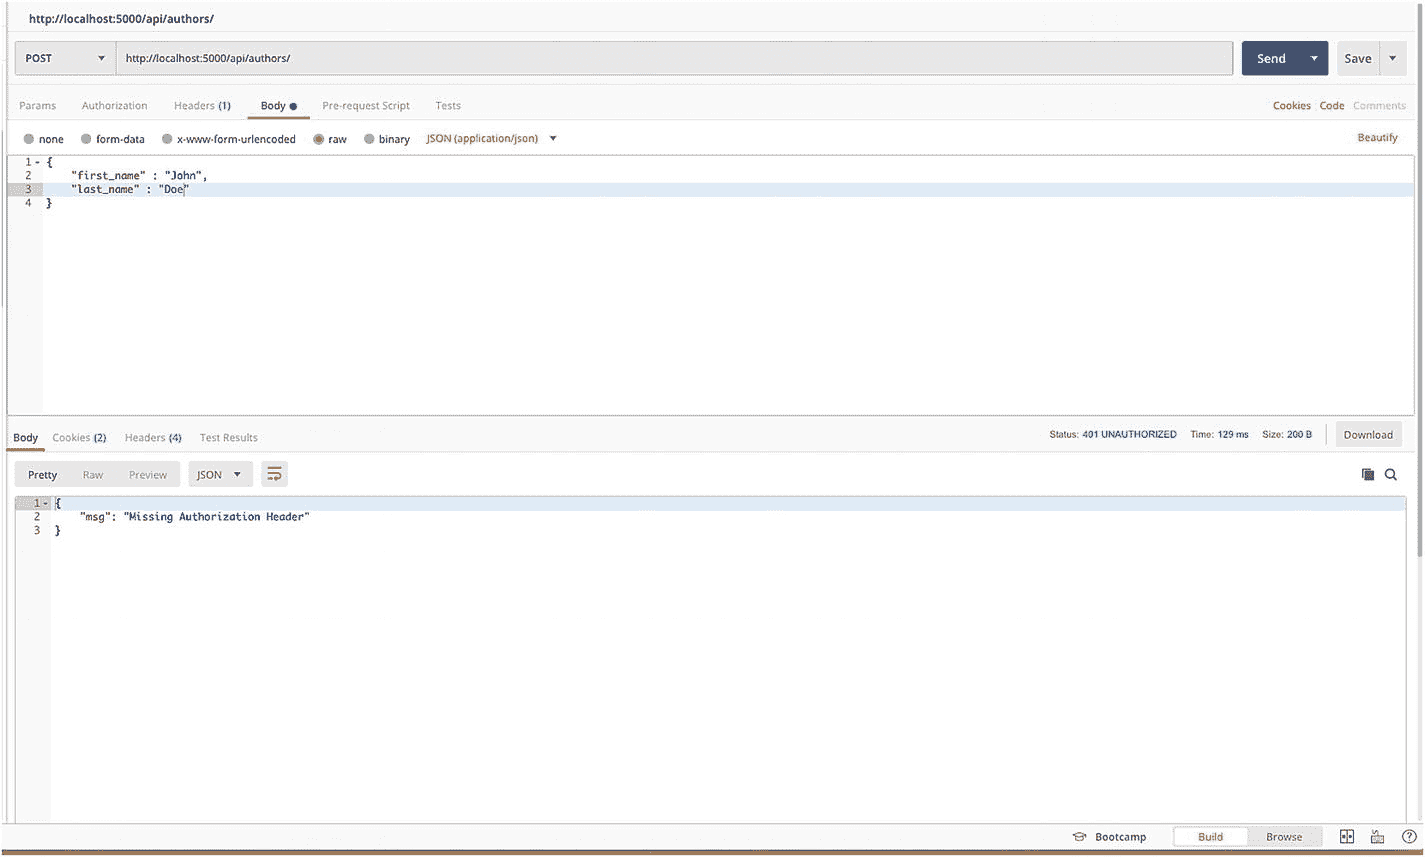 http://localhost:5000/api/authors/
POST http://localhost:5000/api/authors/ Send Save
Params Authorization Headers (1) Body Pre-request Script Tests Cookies Code Comments
none form-data x-www-form-urlencoded raw binary JSON (application/json) Beautify
1 {
2 "first_name" : "John",
3 "last_name" : "Doe"
4 }
Body Cookies (2) Headers (4) Test Results Status: 401 UNAUTHORIZED Time: 129 ms Size: 200 B Download
Pretty Raw Preview JSON
1 {
2 "msg": "Missing Authorization Header"
3 }
Bootcamp Build Browse ?